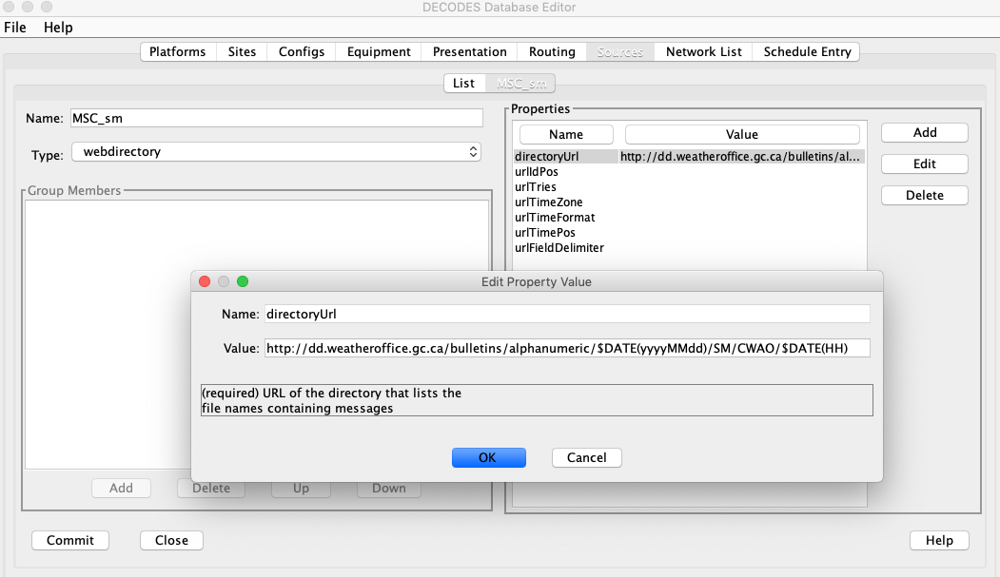 DECODES Database Editor
File Help
Platforms Sites Configs Equipment Presentation Routing Sources Network List Schedule Entry
List MSC_sm
Name: MSC_sm
Type: webdirectory
Group Members
Add Delete Up Down
Properties
Name Value
directoryUrl http://dd.weatheroffice.gc.ca/bulletins/al...
urlIdPos
urlTries
urlTimeZone
urlTimeFormat
urlTimePos
urlFieldDelimiter
Add
Edit
Delete
Edit Property Value
Name: directoryUrl
Value: http://dd.weatheroffice.gc.ca/bulletins/alphanumeric/$DATE(yyyyMMdd)/SM/CWAO/$DATE(HH)
(required) URL of the directory that lists the
file names containing messages
OK Cancel
Commit Close Help